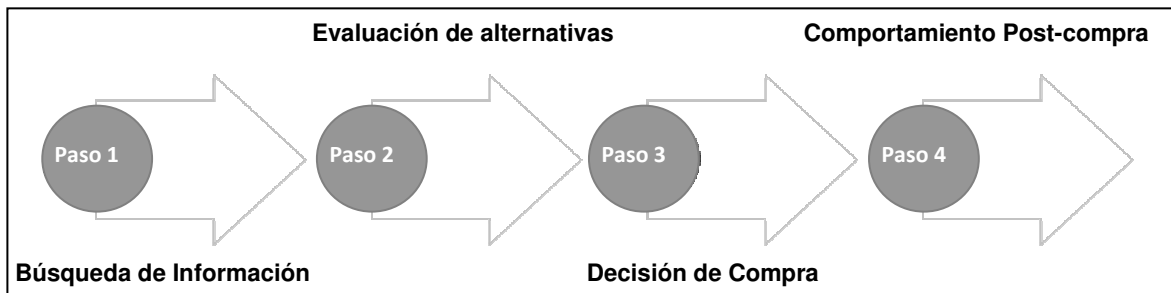 Evaluación de alternativas
Comportamiento Post-compra
Paso 1
Paso 2
Paso 3
Paso 4
Búsqueda de Información
Decisión de Compra